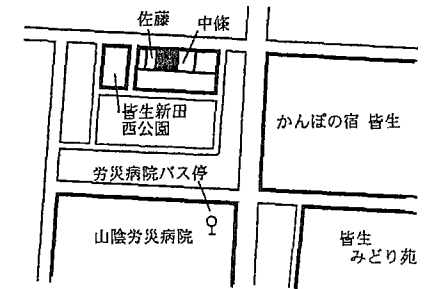 佐藤
中條
皆生新田
西公園
かんぽの宿 皆生
労災病院バス停
山陰労災病院
皆生
みどり苑